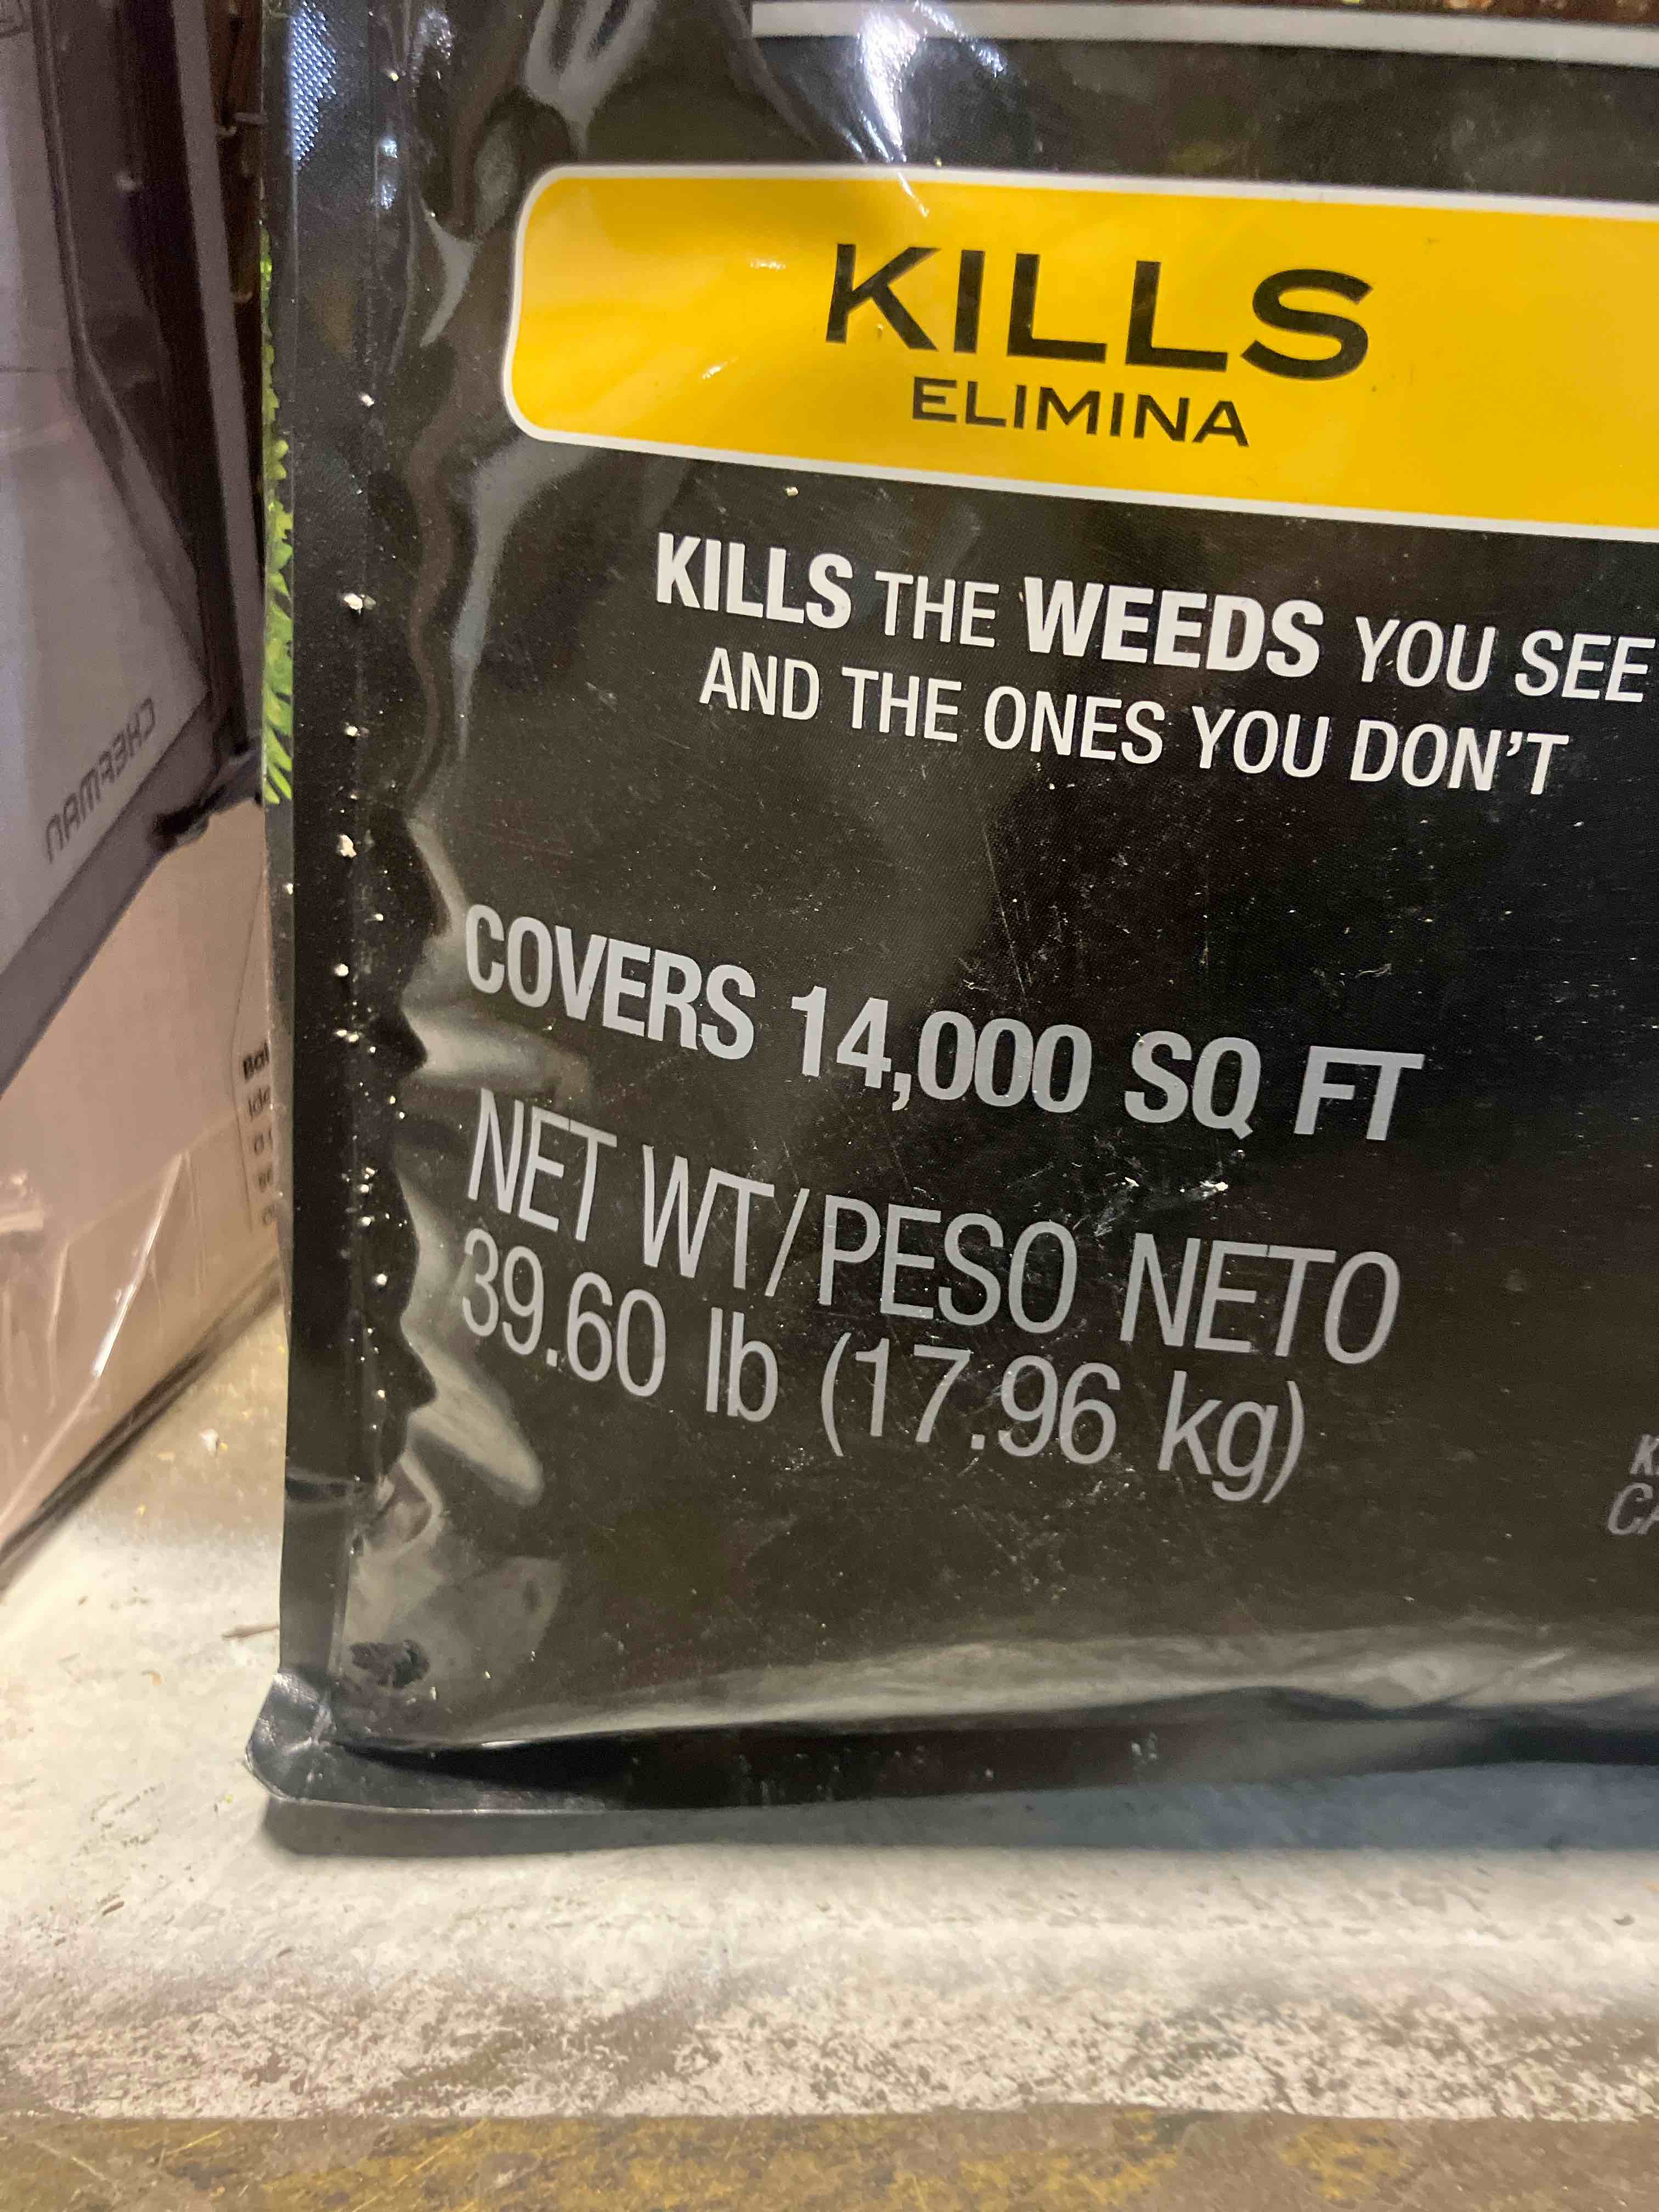 KILLS
ELIMINA
KILLS THE WEEDS YOU SEE
AND THE ONES YOU DON'T
COVERS 14,000 SQ FT
NET WT/PESO NETO
39.60 lb (17.96 kg)
CHEFMAN